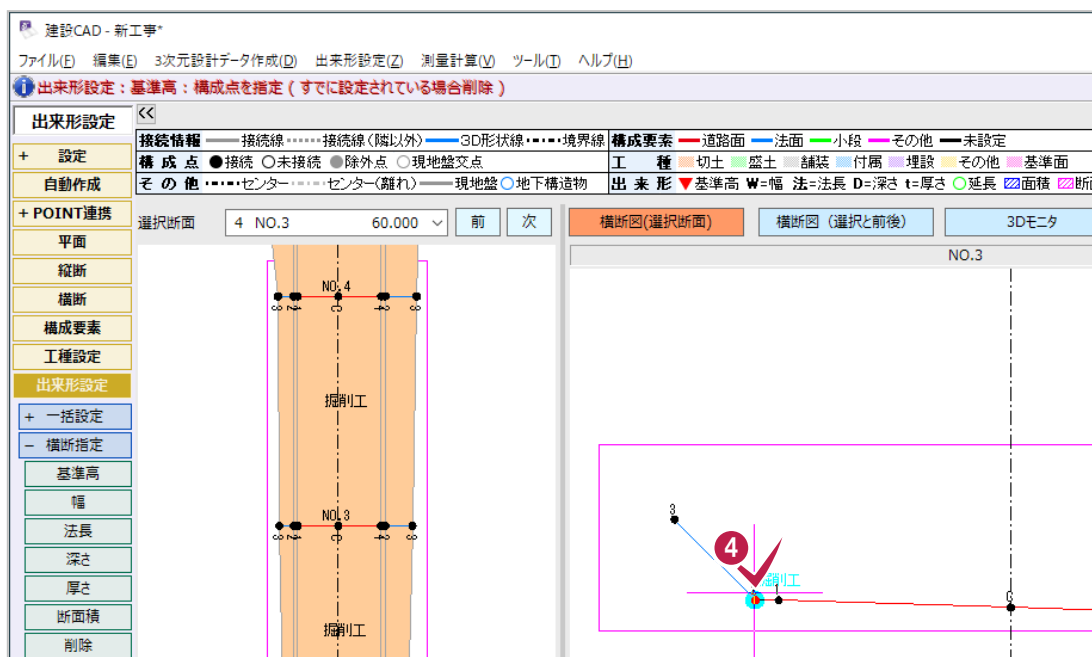 建設CAD - 新工事*
ファイル(F) 編集(E) 3次元設計データ作成(D) 出来形設定(Z) 測量計算(V) ツール(T) ヘルプ(H)
出来形設定：基準高：構成点を指定 ( すでに設定されている場合削除 )
出来形設定
+ 設定
自動作成
+ POINT連携
平面
縦断
横断
構成要素
工種設定
出来形設定
+ 一括設定
- 横断指定
基準高
幅
法長
深さ
厚さ
断面積
削除
<<
接続情報 接続線 接続線(隣以外) 3D形状線 境界線 構成要素 道路面 法面 小段 その他 未設定
構成点 ●接続 ○未接続 ●除外点 ○現地盤交点 工種 切土 盛土 舗装 付属 埋設 その他 基準面
その他 センター センター(離れ) 現地盤 ○地下構造物 出来形 ▼基準高 W=幅 法=法長 D=深さ t=厚さ ○延長 面積
選択断面 4 NO.3 60.000 前 次
横断図(選択断面) 横断図（選択と前後） 3Dモニタ
NO.3
NO.4
C
掘削工
NO.3
C
掘削工
3
4
掘削工
1
C